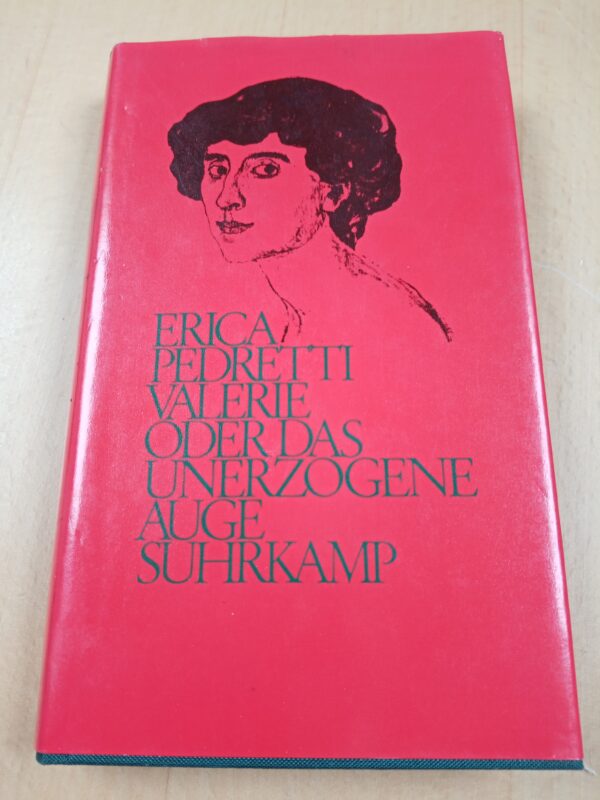 ERICA
PEDRETTI
VALERIE
ODER DAS
UNERZOGENE
AUGE
SUHRKAMP